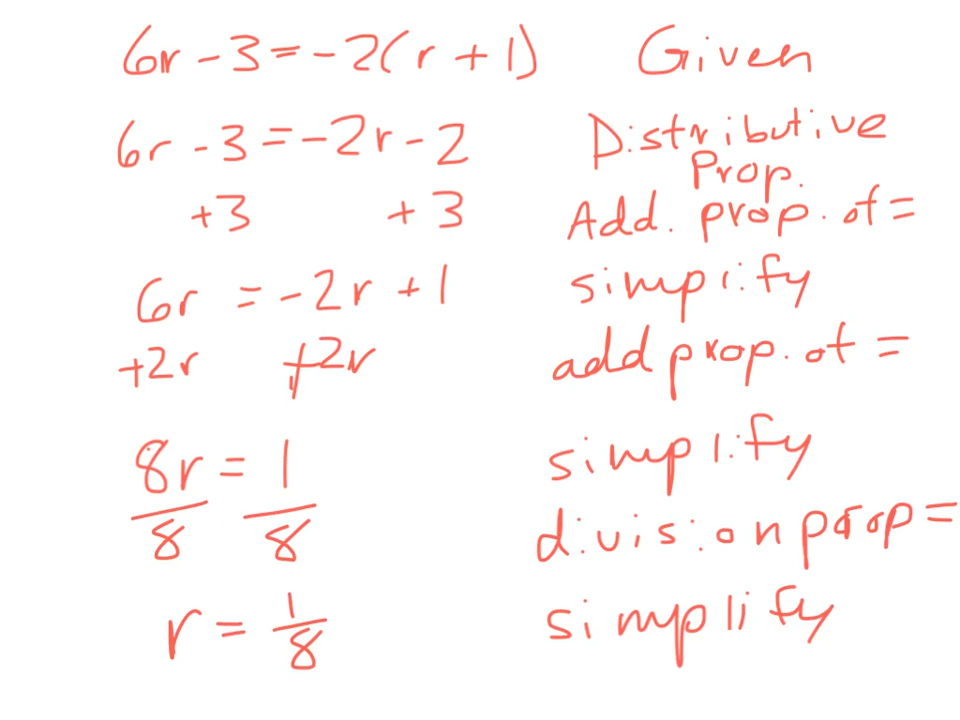 6r - 3 = -2(r + 1) Given
6r - 3 = -2r - 2 Distributive
Prop.
+3 +3 Add. prop. of =
6r = -2r + 1 simplify
+2r +2r add prop. of =
8r = 1 simplify
8 8 division prop =
r = 1/8 simplify